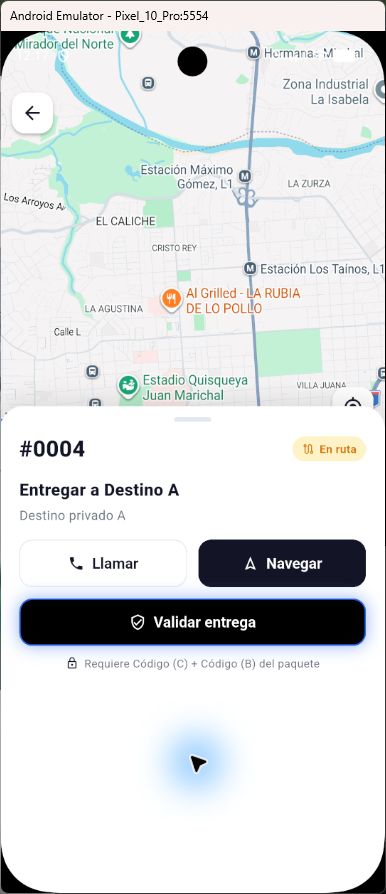 Android Emulator - Pixel_10_Pro:5554
Mirador del Norte
Zona Industrial
La Isabela
Estación Máximo
Gómez, L1
LA ZURZA
Los Arroyos Av
EL CALICHE
CRISTO REY
Estación Los Taínos, L1
Al Grilled - LA RUBIA
DE LO POLLO
LA AGUSTINA
Calle L
Estadio Quisqueya
Juan Marichal
VILLA JUANA
#0004
En ruta
Entregar a Destino A
Destino privado A
Llamar
Navegar
Validar entrega
Requiere Código (C) + Código (B) del paquete